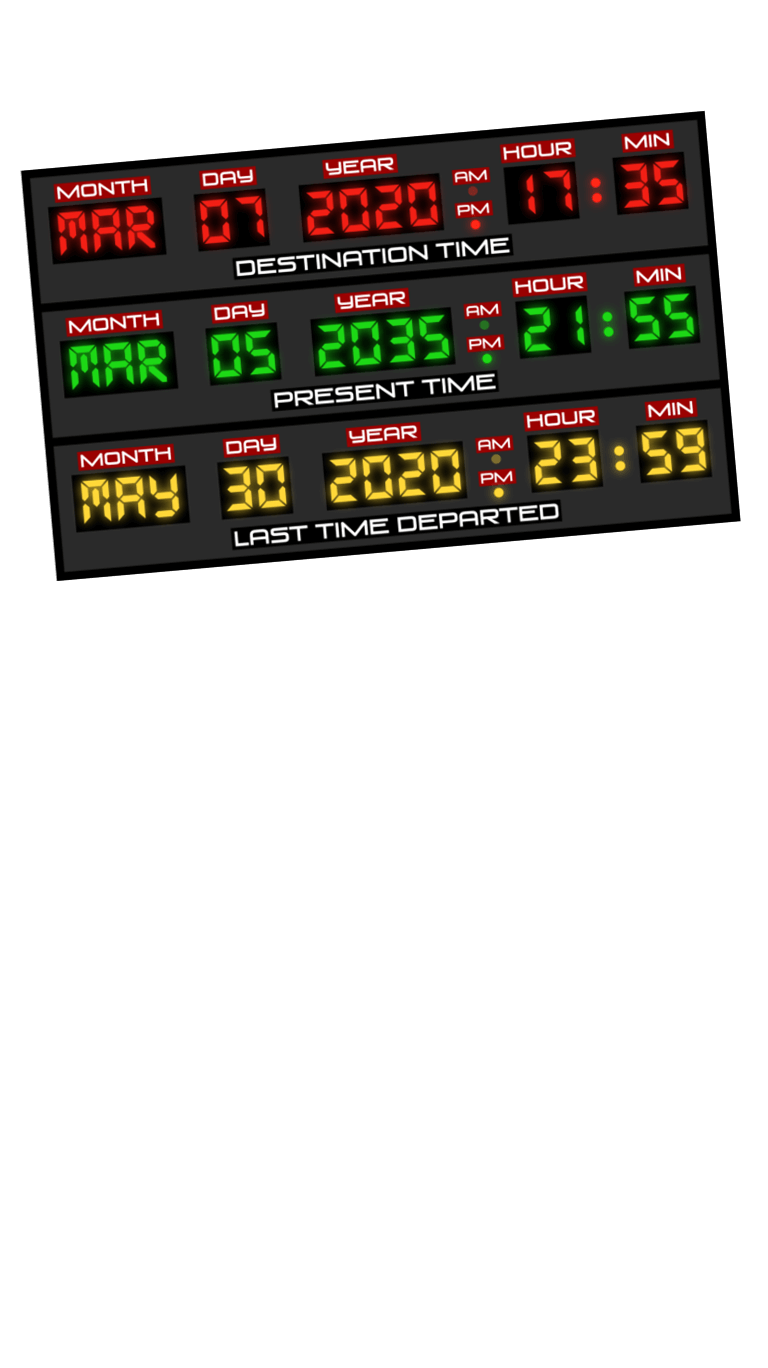 MONTH DAY YEAR AM PM HOUR MIN
MAR 07 2020 17:35
DESTINATION TIME
MONTH DAY YEAR AM PM HOUR MIN
MAR 05 2035 21:55
PRESENT TIME
MONTH DAY YEAR AM PM HOUR MIN
MAY 30 2020 23:59
LAST TIME DEPARTED